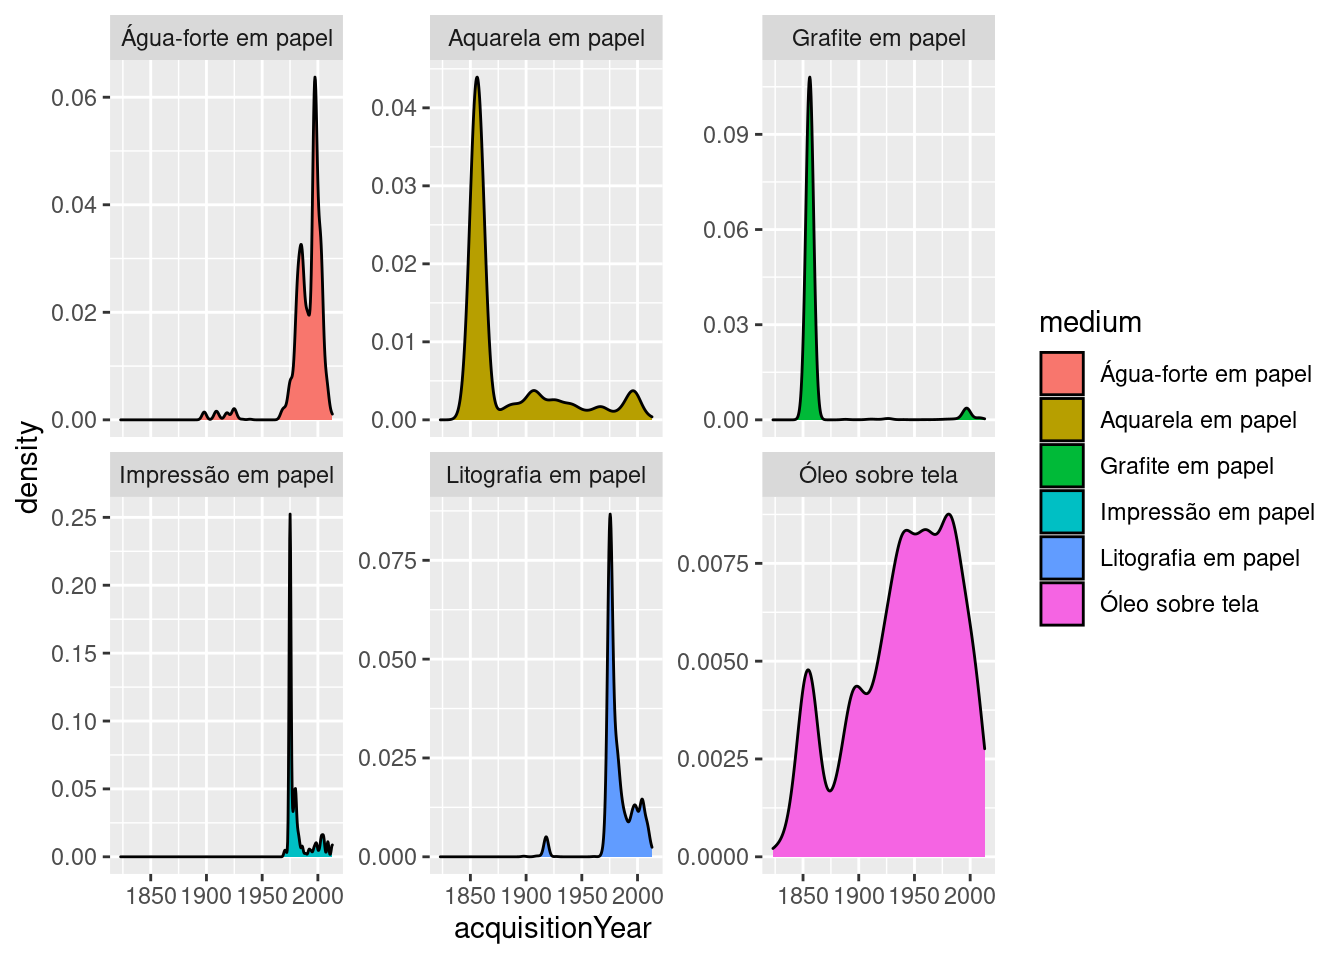 Água-forte em papel
Aquarela em papel
Grafite em papel
0.06
0.04
0.02
0.00
0.04
0.03
0.02
0.01
0.00
0.09
0.06
0.03
0.00
Impressão em papel
Litografia em papel
Óleo sobre tela
0.25
0.20
0.15
0.10
0.05
0.00
0.075
0.050
0.025
0.000
0.0075
0.0050
0.0025
0.0000
1850 1900 1950 2000
1850 1900 1950 2000
1850 1900 1950 2000
acquisitionYear
density
medium
Água-forte em papel
Aquarela em papel
Grafite em papel
Impressão em papel
Litografia em papel
Óleo sobre tela